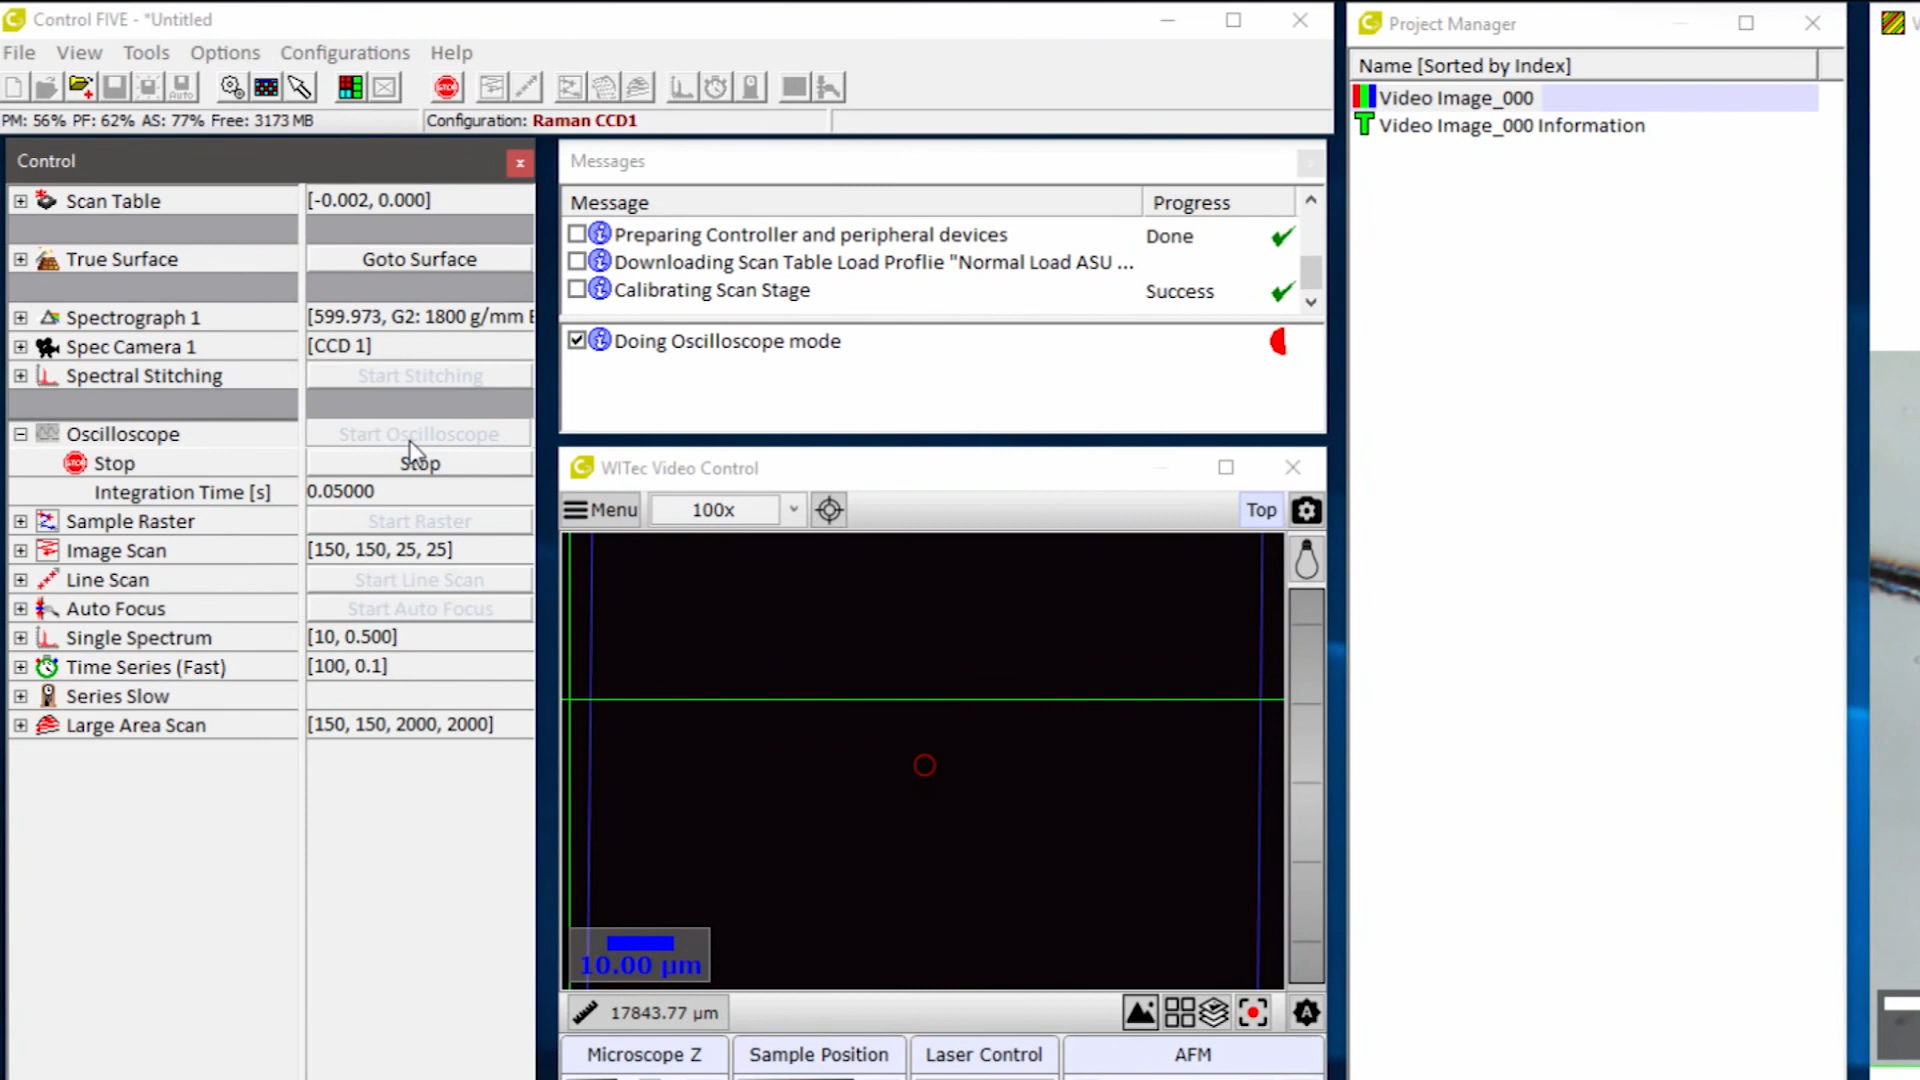 Control FIVE - *Untitled
File View Tools Options Configurations Help
STOP
Auto
PM: 56% PF: 62% AS: 77% Free: 3173 MB
Configuration: Raman CCD1
Control
Scan Table [-0.002, 0.000]
True Surface Goto Surface
Spectrograph 1 [599.973, G2: 1800 g/mm
Spec Camera 1 [CCD 1]
Spectral Stitching Start Stitching
Oscilloscope Start Oscilloscope
Stop Stop
Integration Time [s] 0.05000
Sample Raster Start Raster
Image Scan [150, 150, 25, 25]
Line Scan Start Line Scan
Auto Focus Start Auto Focus
Single Spectrum [10, 0.500]
Time Series (Fast) [100, 0.1]
Series Slow
Large Area Scan [150, 150, 2000, 2000]
Messages
Message Progress
Preparing Controller and peripheral devices Done
Downloading Scan Table Load Proflie "Normal Load ASU ...
Calibrating Scan Stage Success
Doing Oscilloscope mode
WITec Video Control
Menu 100x Top
10.00 µm
17843.77 µm
A
Microscope Z Sample Position Laser Control AFM
Project Manager
Name [Sorted by Index]
Video Image_000
Video Image_000 Information